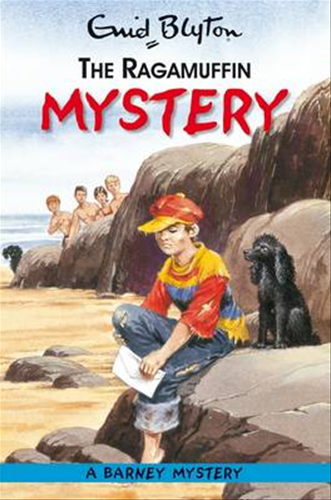 Enid Blyton
THE RAGAMUFFIN
MYSTERY
A BARNEY MYSTERY